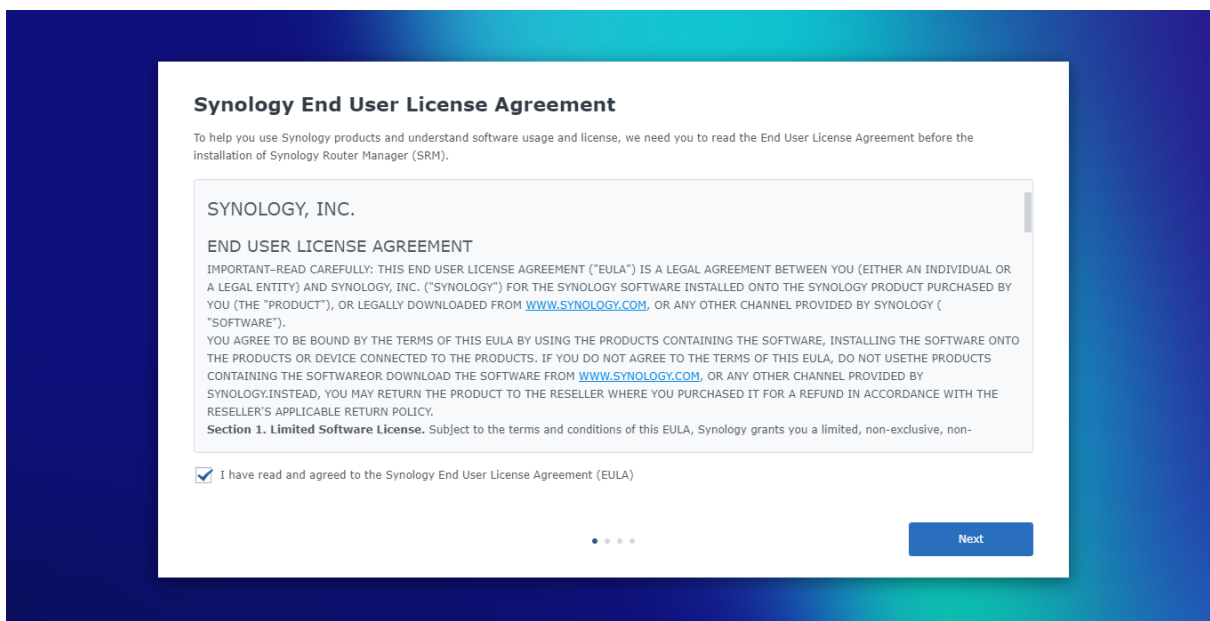 Synology End User License Agreement
To help you use Synology products and understand software usage and license, we need you to read the End User License Agreement before the
installation of Synology Router Manager (SRM).
SYNOLOGY, INC.
END USER LICENSE AGREEMENT
IMPORTANT–READ CAREFULLY: THIS END USER LICENSE AGREEMENT ("EULA") IS A LEGAL AGREEMENT BETWEEN YOU (EITHER AN INDIVIDUAL OR
A LEGAL ENTITY) AND SYNOLOGY, INC. ("SYNOLOGY") FOR THE SYNOLOGY SOFTWARE INSTALLED ONTO THE SYNOLOGY PRODUCT PURCHASED BY
YOU (THE "PRODUCT"), OR LEGALLY DOWNLOADED FROM WWW.SYNOLOGY.COM, OR ANY OTHER CHANNEL PROVIDED BY SYNOLOGY (
"SOFTWARE").
YOU AGREE TO BE BOUND BY THE TERMS OF THIS EULA BY USING THE PRODUCTS CONTAINING THE SOFTWARE, INSTALLING THE SOFTWARE ONTO
THE PRODUCTS OR DEVICE CONNECTED TO THE PRODUCTS. IF YOU DO NOT AGREE TO THE TERMS OF THIS EULA, DO NOT USETHE PRODUCTS
CONTAINING THE SOFTWAREOR DOWNLOAD THE SOFTWARE FROM WWW.SYNOLOGY.COM, OR ANY OTHER CHANNEL PROVIDED BY
SYNOLOGY.INSTEAD, YOU MAY RETURN THE PRODUCT TO THE RESELLER WHERE YOU PURCHASED IT FOR A REFUND IN ACCORDANCE WITH THE
RESELLER'S APPLICABLE RETURN POLICY.
Section 1. Limited Software License. Subject to the terms and conditions of this EULA, Synology grants you a limited, non-exclusive, non-
I have read and agreed to the Synology End User License Agreement (EULA)
Next